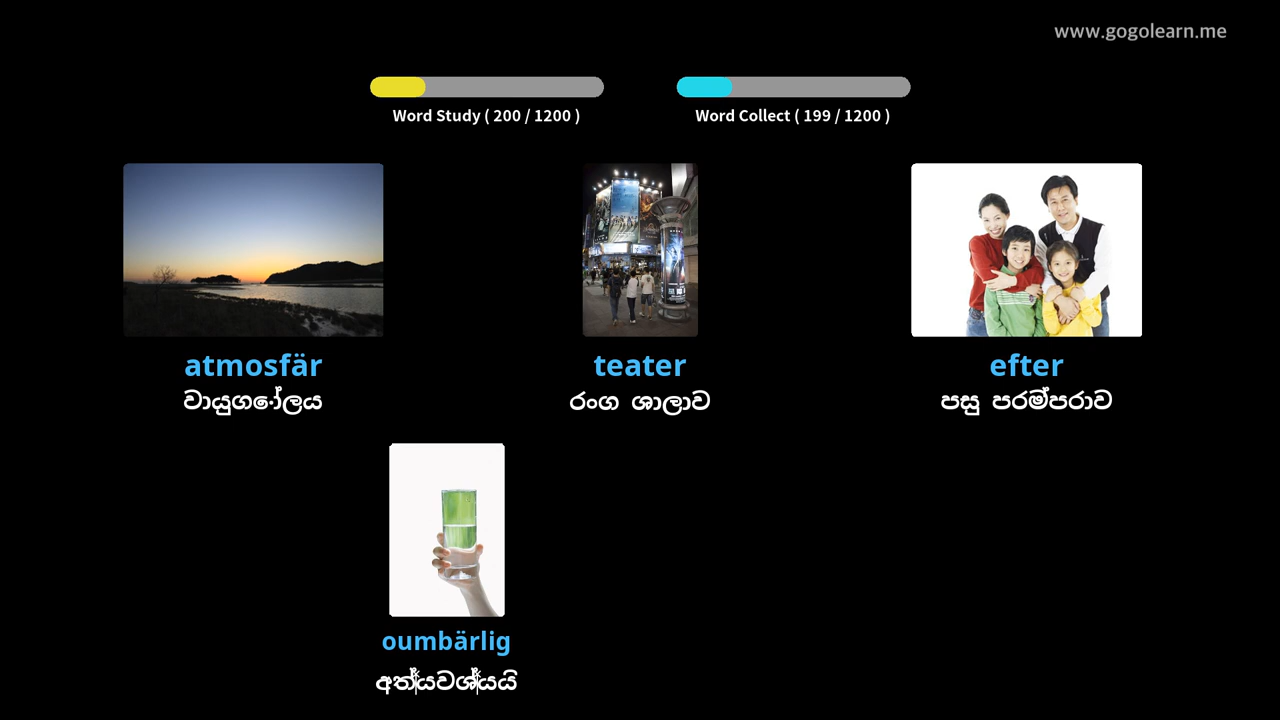 www.gogolearn.me
Word Study ( 200 / 1200 )
Word Collect ( 199 / 1200 )
atmosfär
වායුගෝලය
teater
රංග ශාලාව
efter
පසු පරම්පරාව
oumbärlig
අත්‍යවශ්‍යයි